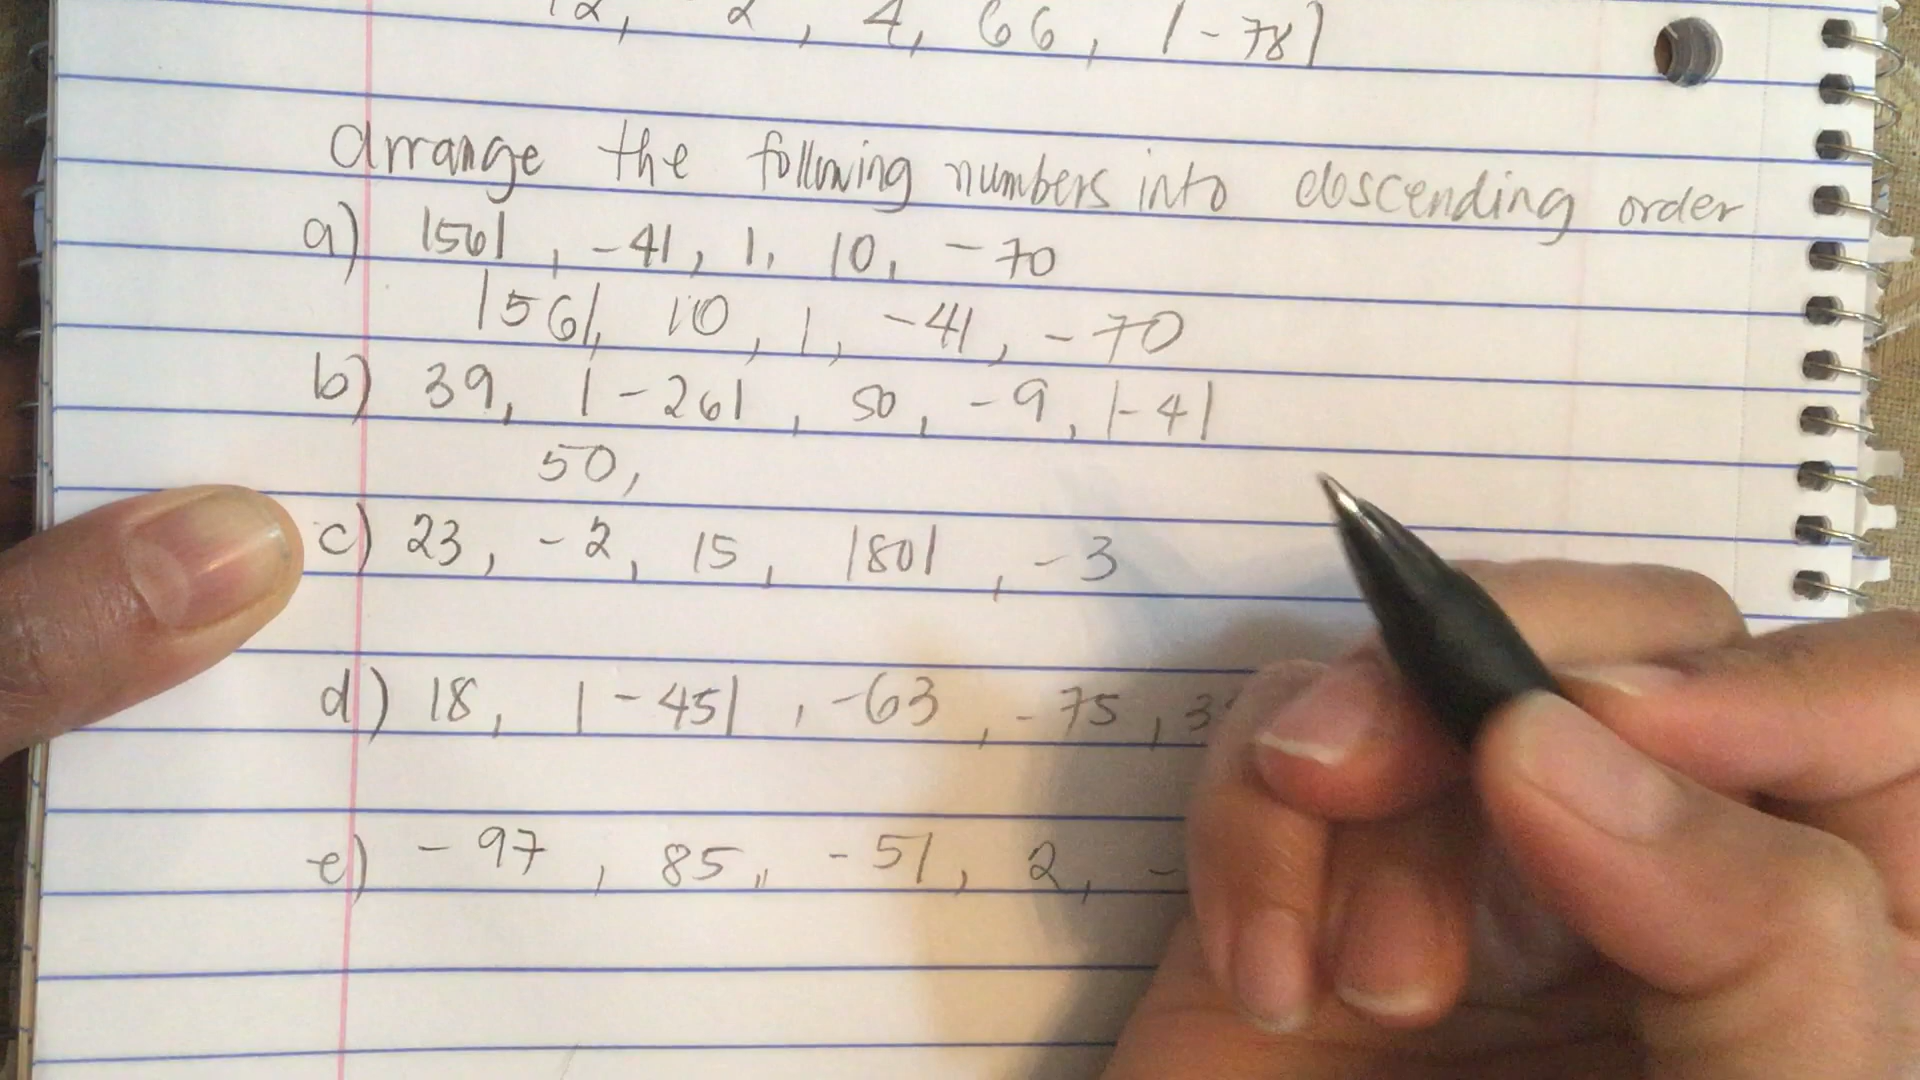 12, 2, 4, 66, |-78|
arrange the following numbers into descending order
a) |56|, -41, 1, 10, -70
|56|, 10, 1, -41, -70
b) 39, |-26|, 50, -9, |-4|
50,
c) 23, -2, 15, |80|, -3
d) 18, |-45|, -63, -75,
e) -97, 85,, -51, 2, -